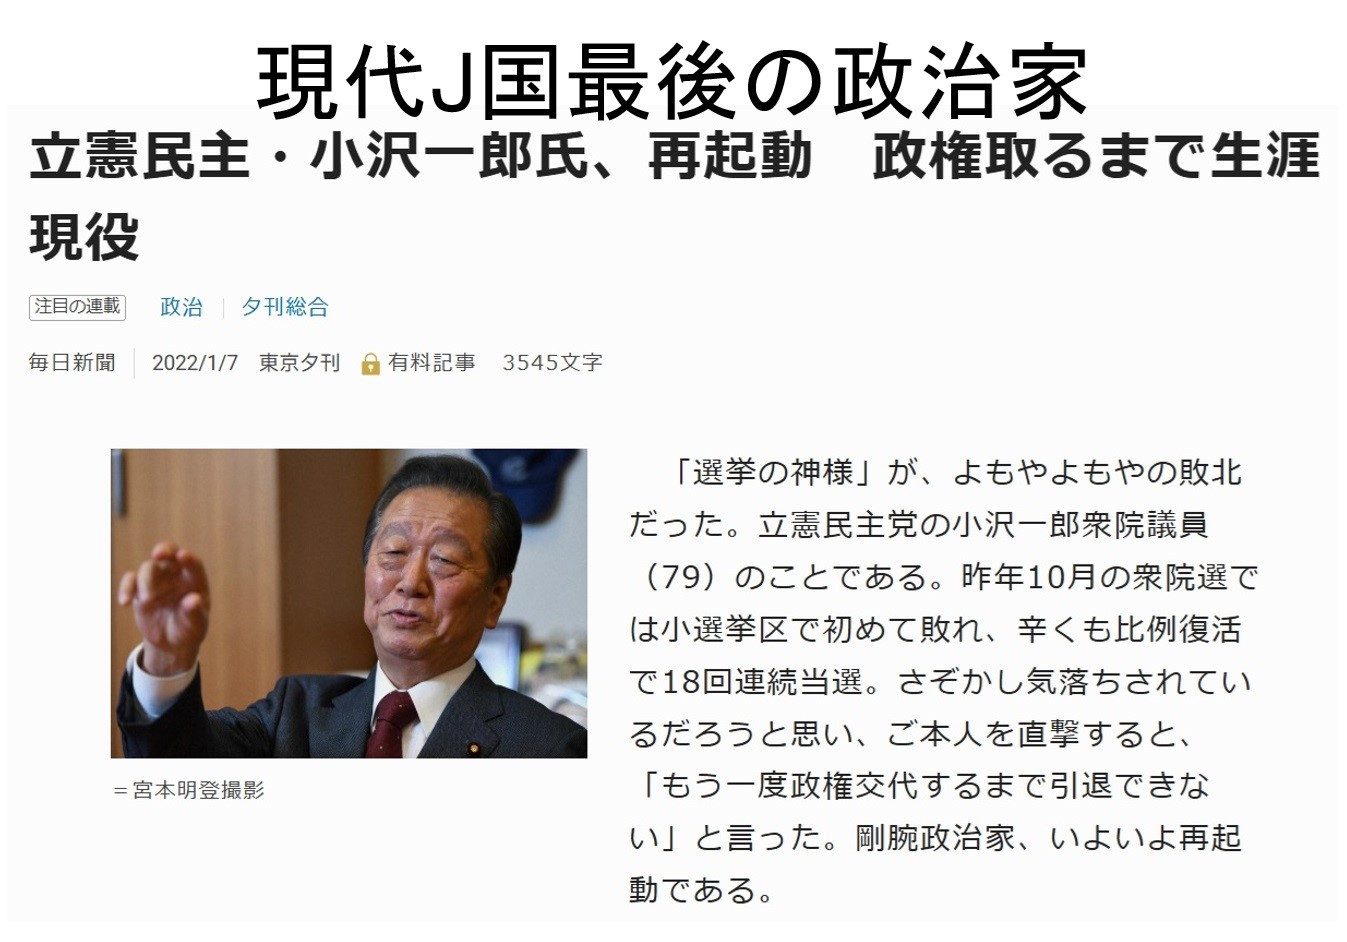 現代J国最後の政治家
立憲民主・小沢一郎氏、再起動　政権取るまで生涯
現役
注目の連載 政治 夕刊総合
毎日新聞 2022/1/7 東京夕刊 有料記事 3545文字
「選挙の神様」が、よもやよもやの敗北
だった。立憲民主党の小沢一郎衆院議員
（79）のことである。昨年10月の衆院選で
は小選挙区で初めて敗れ、辛くも比例復活
で18回連続当選。さぞかし気落ちされてい
るだろうと思い、ご本人を直撃すると、
「もう一度政権交代するまで引退できな
い」と言った。剛腕政治家、いよいよ再起
動である。
＝宮本明登撮影